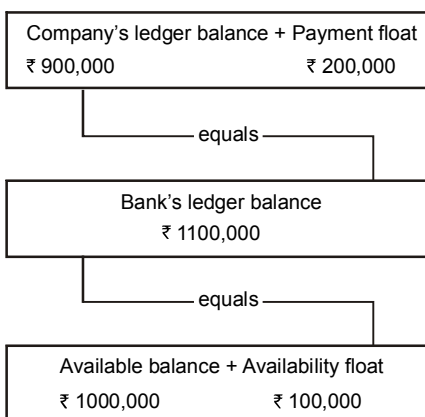 Company's ledger balance + Payment float
₹ 900,000 ₹ 200,000
equals
Bank's ledger balance
₹ 1100,000
equals
Available balance + Availability float
₹ 1000,000 ₹ 100,000